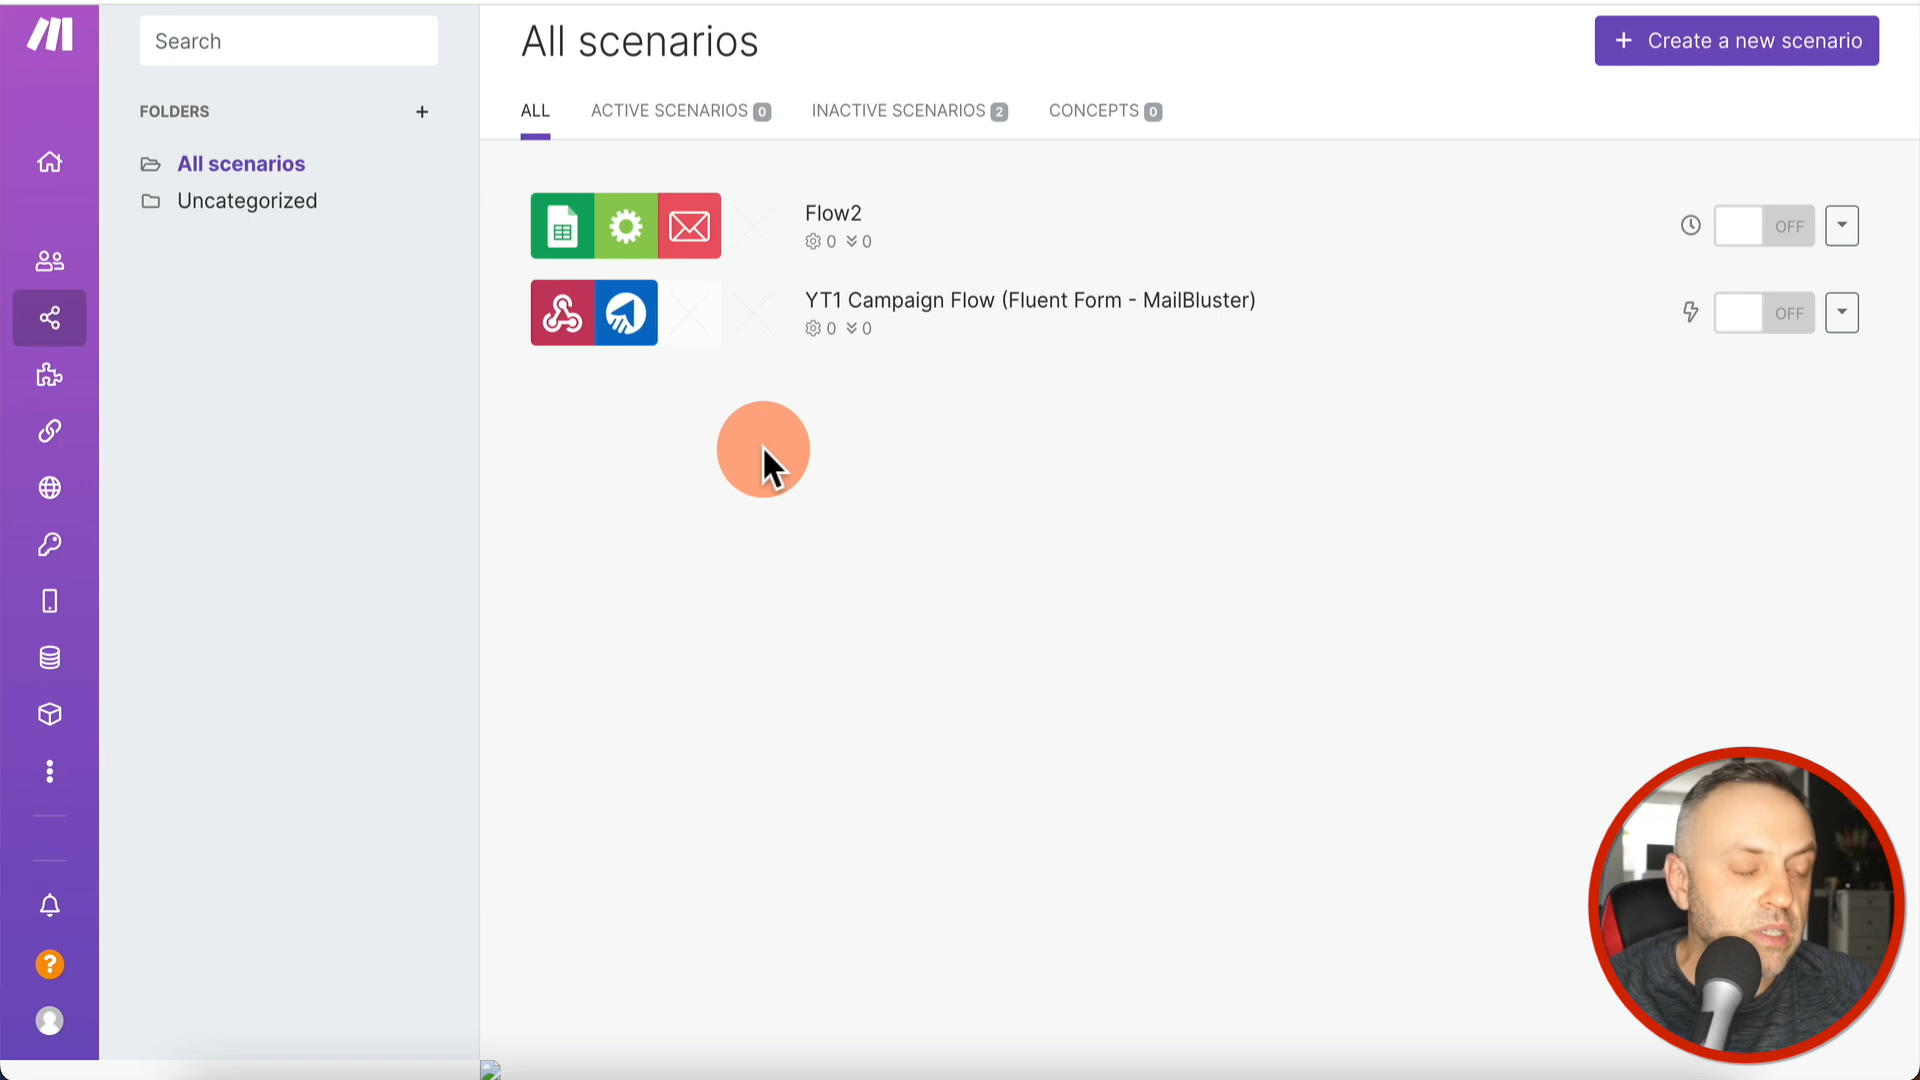 Search
All scenarios
+ Create a new scenario
FOLDERS +
ALL ACTIVE SCENARIOS 0 INACTIVE SCENARIOS 2 CONCEPTS 0
All scenarios
Uncategorized
Flow2
0 0
OFF
YT1 Campaign Flow (Fluent Form - MailBluster)
0 0
OFF
?